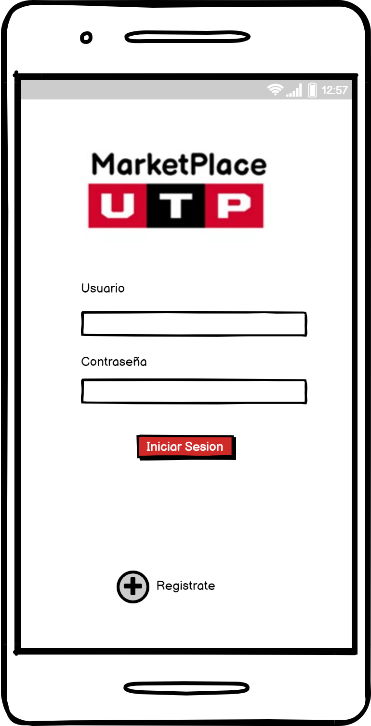 12:57
MarketPlace
UTP
Usuario
Contraseña
Iniciar Sesion
Registrate